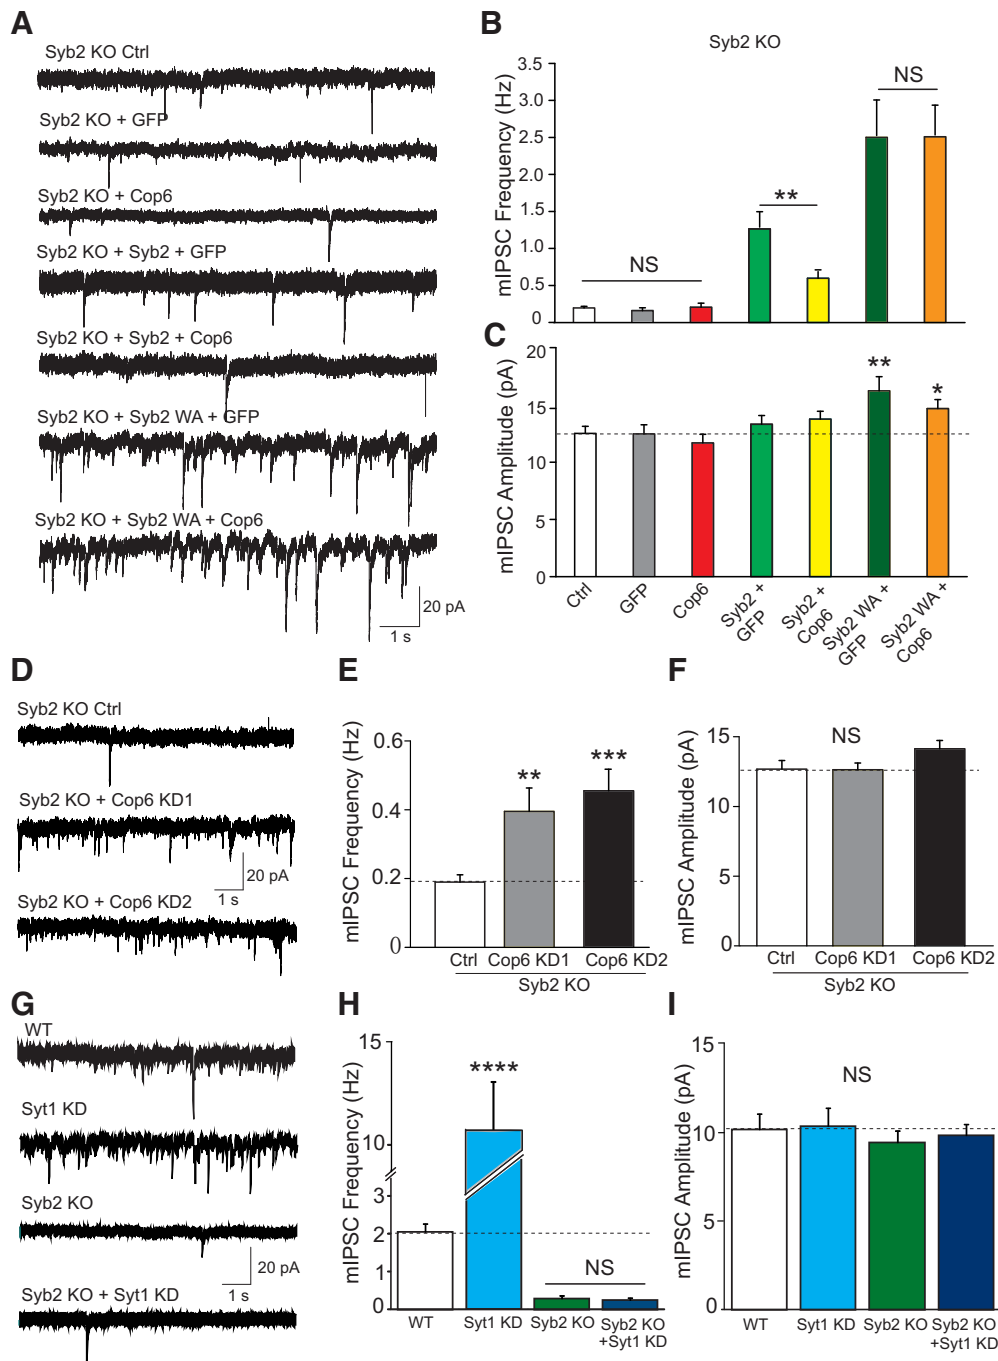 A
Syb2 KO Ctrl
Syb2 KO + GFP
Syb2 KO + Cop6
Syb2 KO + Syb2 + GFP
Syb2 KO + Syb2 + Cop6
Syb2 KO + Syb2 WA + GFP
Syb2 KO + Syb2 WA + Cop6
20 pA
1 s
B
Syb2 KO
mIPSC Frequency (Hz)
3.5
3.0
2.5
2.0
1.5
1.0
0.5
0
NS
**
NS
C
mIPSC Amplitude (pA)
20
15
10
5
0
**
*
Ctrl
GFP
Cop6
Syb2 +
GFP
Syb2 +
Cop6
Syb2 WA +
GFP
Syb2 WA +
Cop6
D
Syb2 KO Ctrl
Syb2 KO + Cop6 KD1
20 pA
1 s
Syb2 KO + Cop6 KD2
E
mIPSC Frequency (Hz)
0.6
0.4
0.2
0
**
***
Ctrl Cop6 KD1 Cop6 KD2
Syb2 KO
F
mIPSC Amplitude (pA)
15
10
5
0
NS
Ctrl Cop6 KD1 Cop6 KD2
Syb2 KO
G
WT
Syt1 KD
Syb2 KO
20 pA
1 s
Syb2 KO + Syt1 KD
H
mIPSC Frequency (Hz)
15
10
3
2
1
0
****
NS
WT Syt1 KD Syb2 KO Syb2 KO
+Syt1 KD
I
mIPSC Amplitude (pA)
15
10
5
0
NS
WT Syt1 KD Syb2 KO Syb2 KO
+Syt1 KD